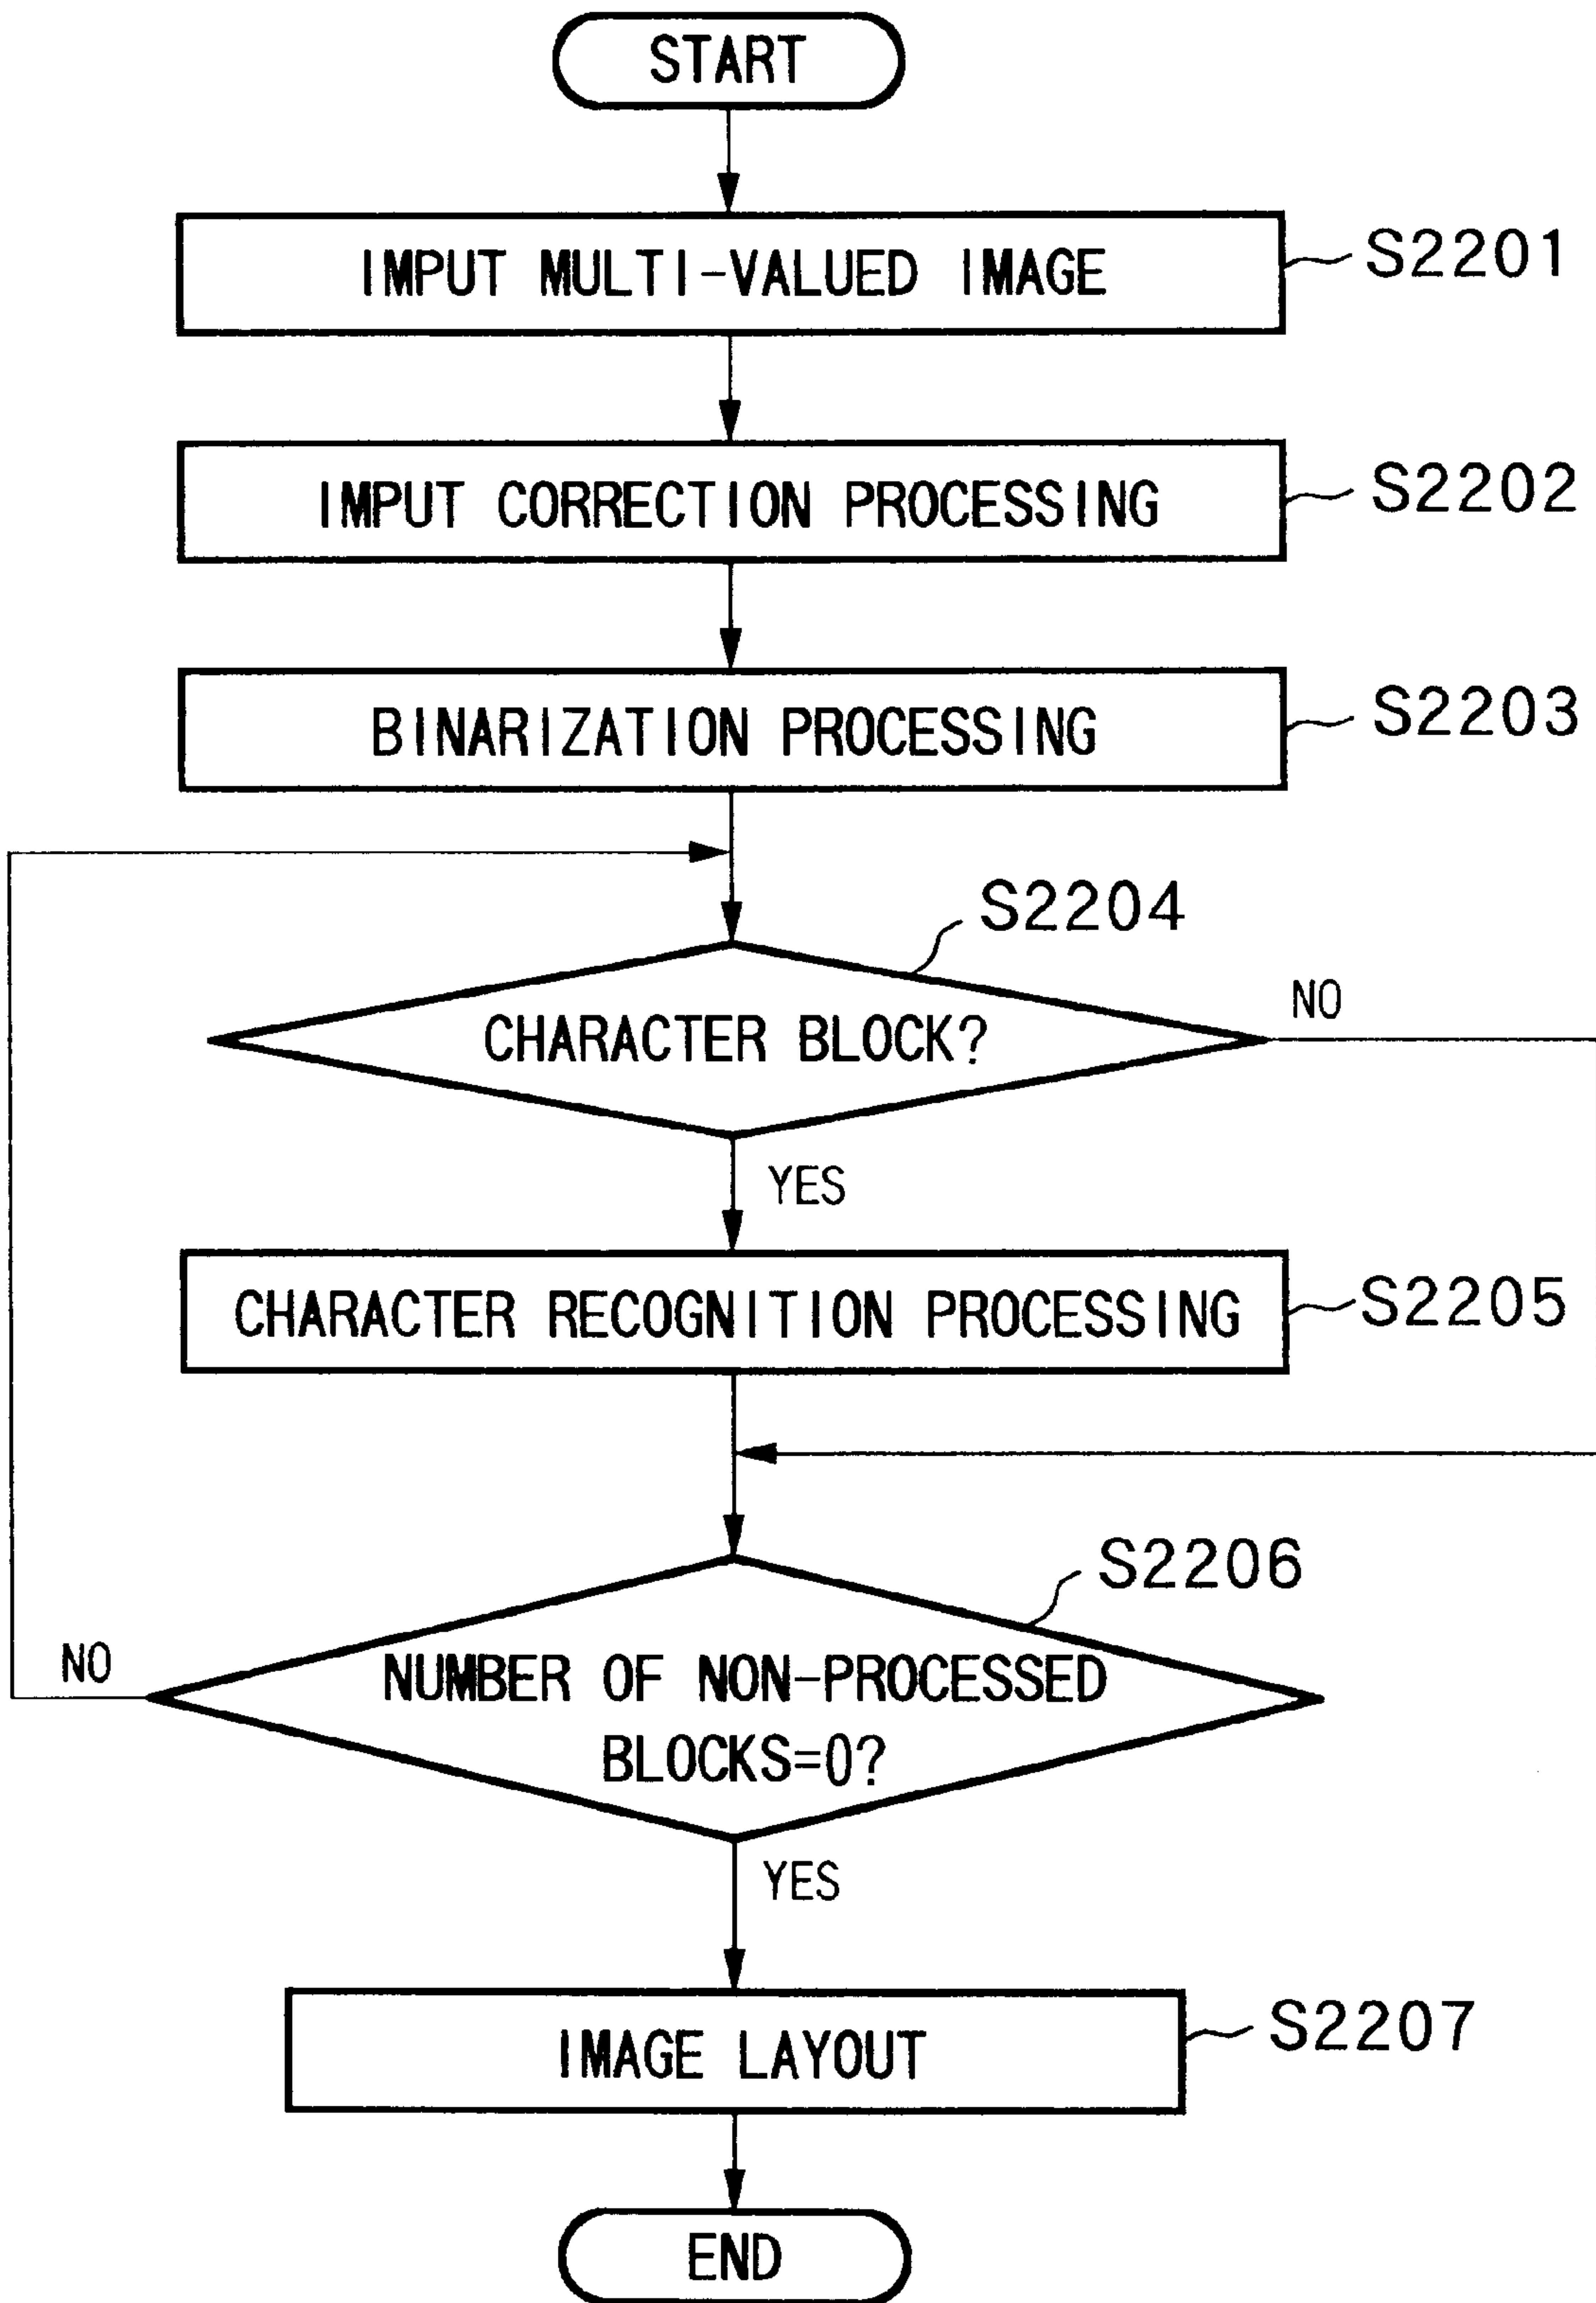 START
IMPUT MULTI-VALUED IMAGE
S2201
IMPUT CORRECTION PROCESSING
S2202
BINARIZATION PROCESSING
S2203
S2204
CHARACTER BLOCK?
NO
YES
CHARACTER RECOGNITION PROCESSING
S2205
S2206
NO
NUMBER OF NON-PROCESSED
BLOCKS=0?
YES
IMAGE LAYOUT
S2207
END